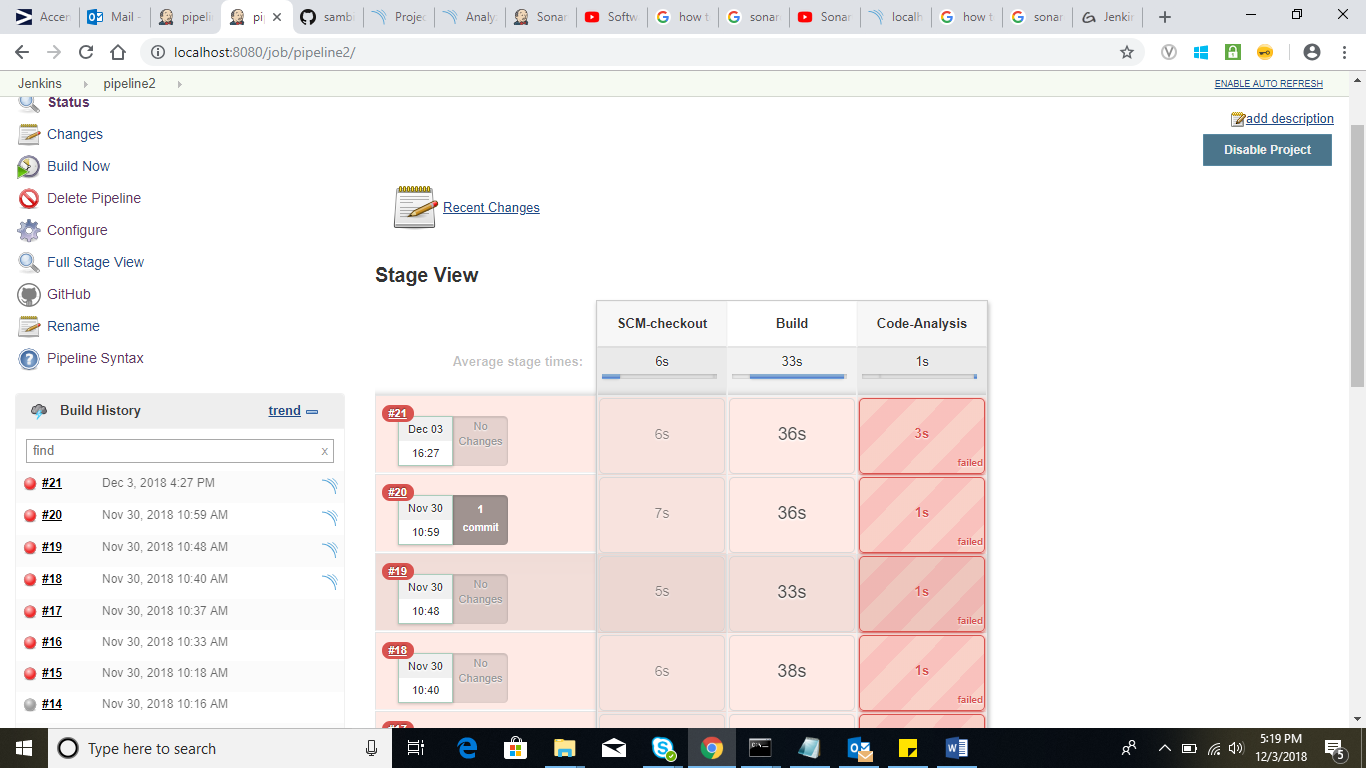 Accen
Mail -
pipelin
pi
sambi
Projec
Analy
Sonar
Softw
how t
sonar
Sonar
localh
how t
sonar
Jenkin
localhost:8080/job/pipeline2/
Jenkins
pipeline2
ENABLE AUTO REFRESH
Status
Changes
Build Now
Delete Pipeline
Configure
Full Stage View
GitHub
Rename
Pipeline Syntax
add description
Disable Project
Recent Changes
Stage View
SCM-checkout Build Code-Analysis
Average stage times: 6s 33s 1s
#21
Dec 03
16:27
No
Changes
6s
36s
3s
failed
#20
Nov 30
10:59
1
commit
7s
36s
1s
failed
#19
Nov 30
10:48
No
Changes
5s
33s
1s
failed
#18
Nov 30
10:40
No
Changes
6s
38s
1s
failed
#17
Build History trend
find x
#21 Dec 3, 2018 4:27 PM
#20 Nov 30, 2018 10:59 AM
#19 Nov 30, 2018 10:48 AM
#18 Nov 30, 2018 10:40 AM
#17 Nov 30, 2018 10:37 AM
#16 Nov 30, 2018 10:33 AM
#15 Nov 30, 2018 10:18 AM
#14 Nov 30, 2018 10:16 AM
Type here to search
5:19 PM
12/3/2018
5